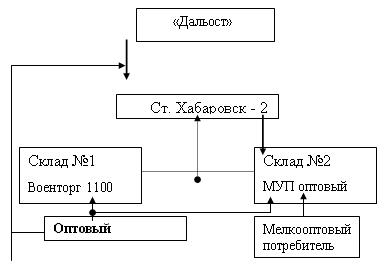 «Дальост»
Ст. Хабаровск - 2
Склад №1
Военторг 1100
Склад №2
МУП оптовый
Оптовый
Мелкооптовый
потребитель